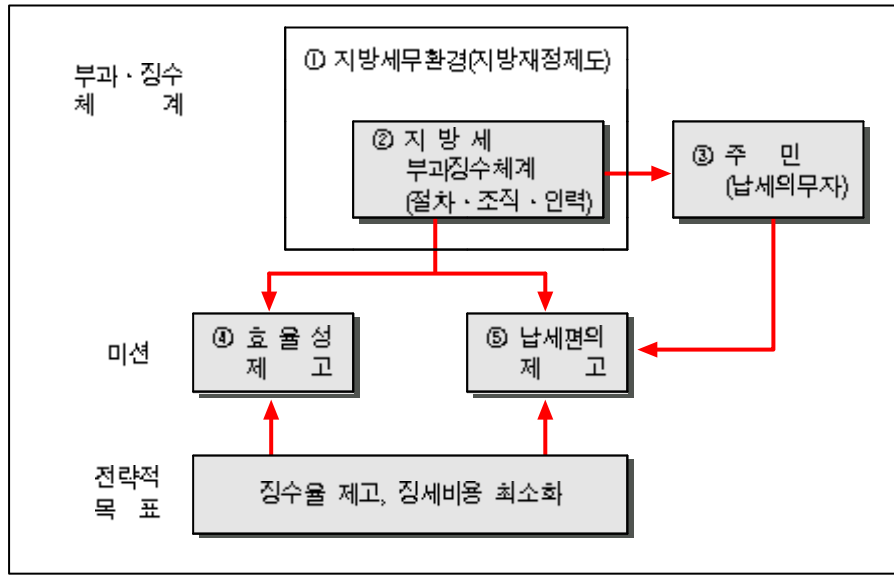 부과·징수
체 계
① 지방세무환경(지방재정제도)
② 지 방 세
부과징수체계
(절차·조직·인력)
③ 주 민
(납세의무자)
미션
④ 효 율 성
제 고
⑤ 납세편의
제 고
전략적
목 표
징수율 제고, 징세비용 최소화